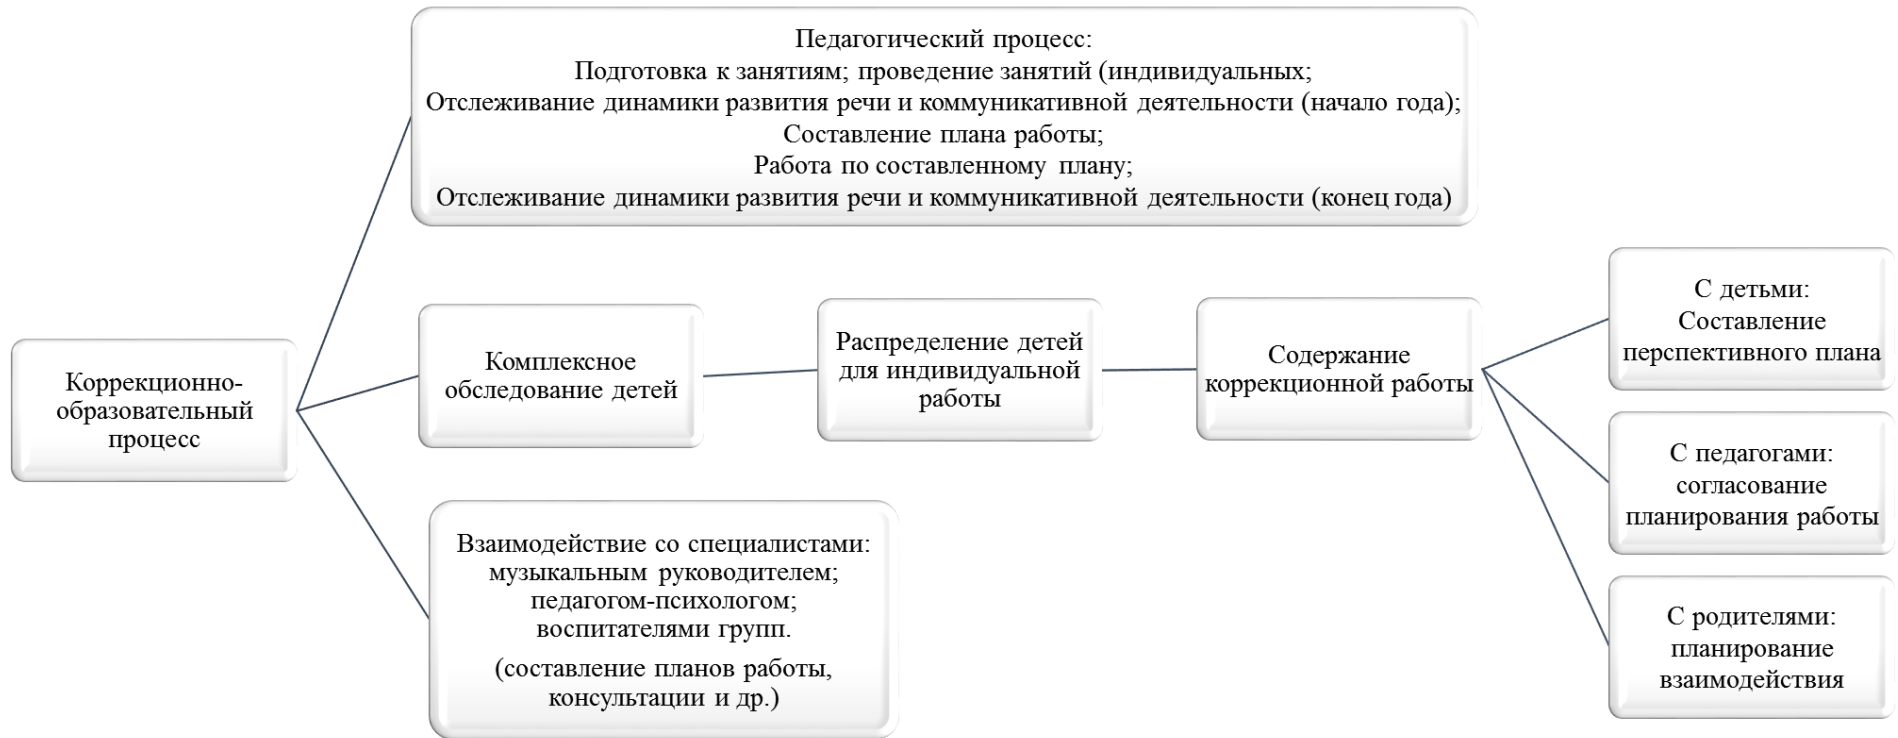 Педагогический процесс:
Подготовка к занятиям; проведение занятий (индивидуальных;
Отслеживание динамики развития речи и коммуникативной деятельности (начало года);
Составление плана работы;
Работа по составленному плану;
Отслеживание динамики развития речи и коммуникативной деятельности (конец года)
Коррекционно-
образовательный
процесс
Комплексное
обследование детей
Распределение детей
для индивидуальной
работы
Содержание
коррекционной работы
С детьми:
Составление
перспективного плана
С педагогами:
согласование
планирования работы
С родителями:
планирование
взаимодействия
Взаимодействие со специалистами:
музыкальным руководителем;
педагогом-психологом;
воспитателями групп.
(составление планов работы,
консультации и др.)